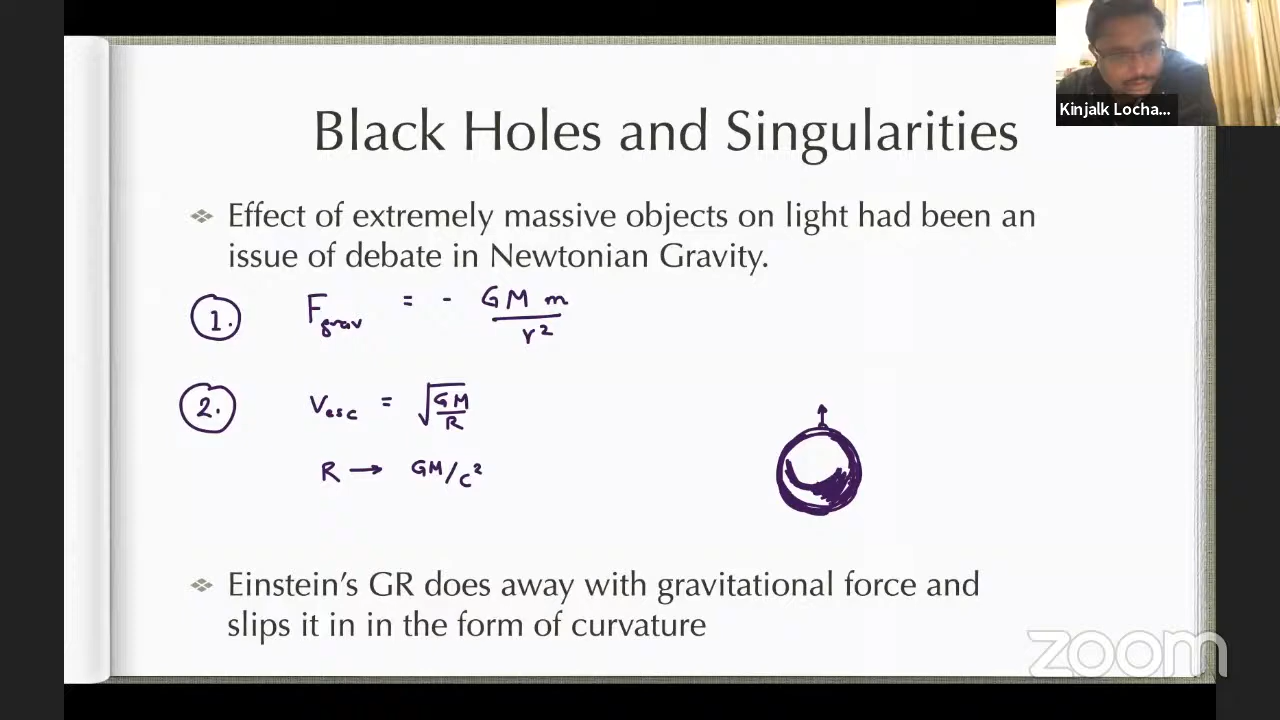 Kinjalk Locha...
Black Holes and Singularities
Effect of extremely massive objects on light had been an
issue of debate in Newtonian Gravity.
1. F_grav = - GMm/r²
2. v_esc = √(GM/R)
R → GM/c²
Einstein's GR does away with gravitational force and
slips it in in the form of curvature
zoom